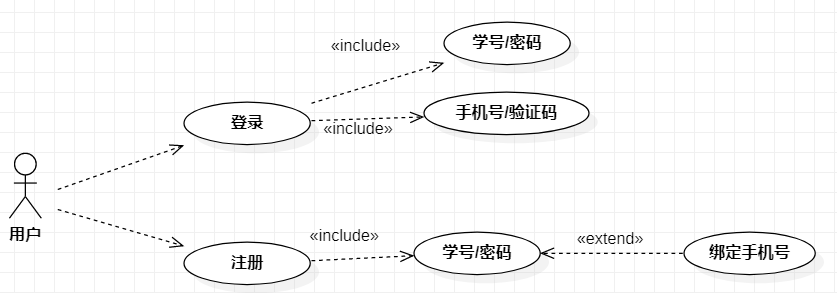 «include»
学号/密码
登录
手机号/验证码
«include»
用户
注册
«include»
学号/密码
«extend»
绑定手机号